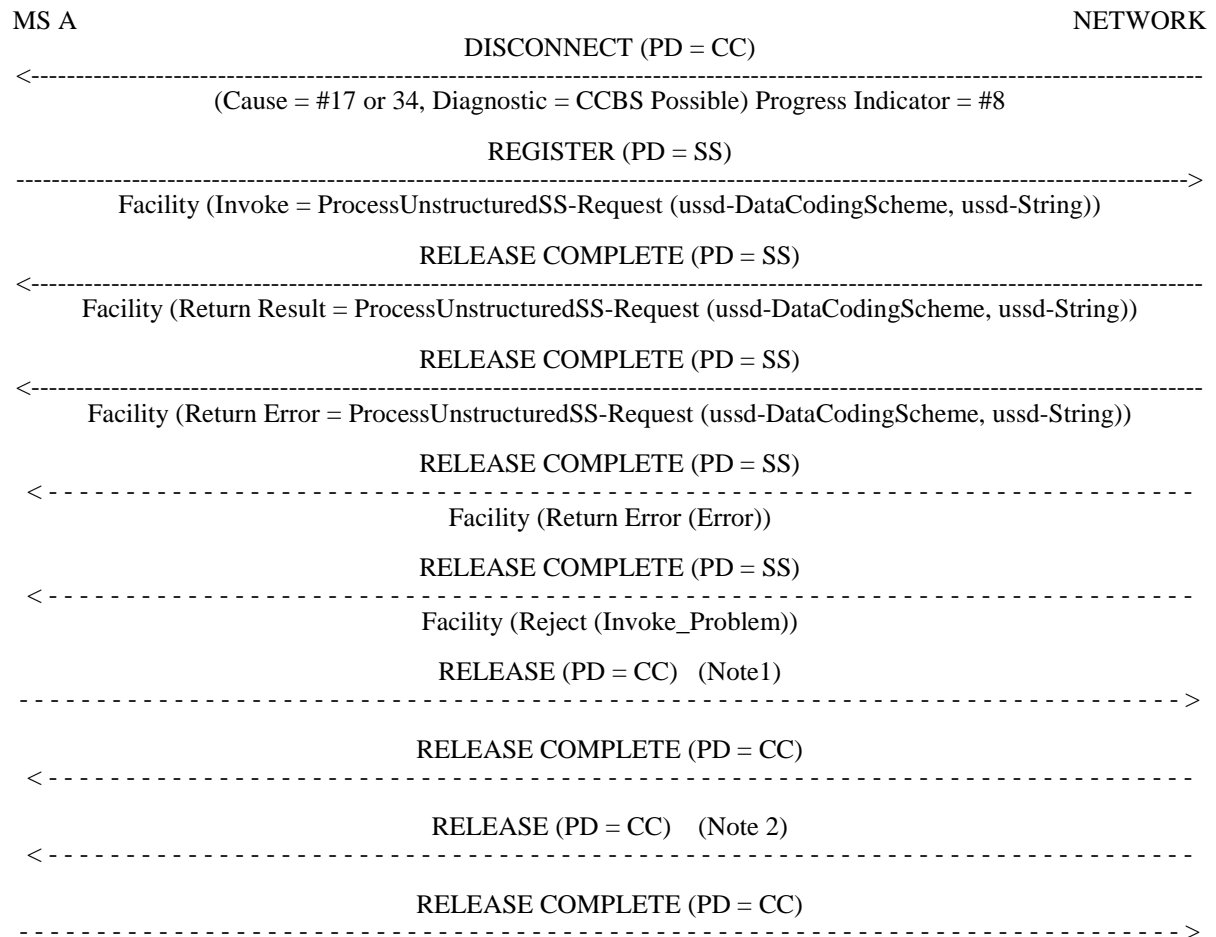 MS A NETWORK
DISCONNECT (PD = CC)
(Cause = #17 or 34, Diagnostic = CCBS Possible) Progress Indicator = #8
REGISTER (PD = SS)
Facility (Invoke = ProcessUnstructuredSS-Request (ussd-DataCodingScheme, ussd-String))
RELEASE COMPLETE (PD = SS)
Facility (Return Result = ProcessUnstructuredSS-Request (ussd-DataCodingScheme, ussd-String))
RELEASE COMPLETE (PD = SS)
Facility (Return Error = ProcessUnstructuredSS-Request (ussd-DataCodingScheme, ussd-String))
RELEASE COMPLETE (PD = SS)
Facility (Return Error (Error))
RELEASE COMPLETE (PD = SS)
Facility (Reject (Invoke_Problem))
RELEASE (PD = CC) (Note1)
RELEASE COMPLETE (PD = CC)
RELEASE (PD = CC) (Note 2)
RELEASE COMPLETE (PD = CC)